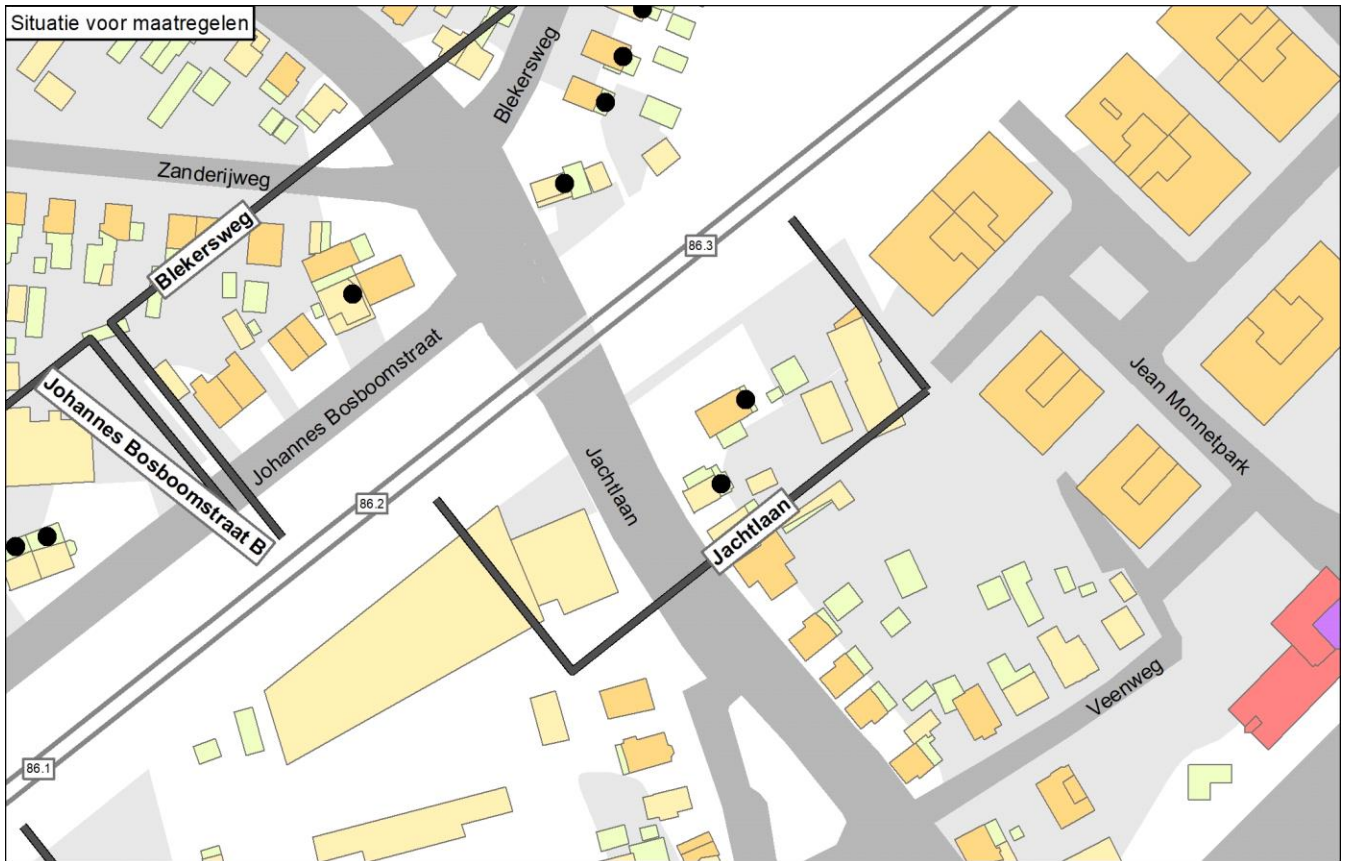 Situatie voor maatregelen
Blekersweg
Zanderijweg
Blekersweg
86.3
Johannes Bosboomstraat
Johannes Bosboomstraat B
Jean Monnetpark
86.2
Jachtlaan
Jachtlaan
Veenweg
86.1